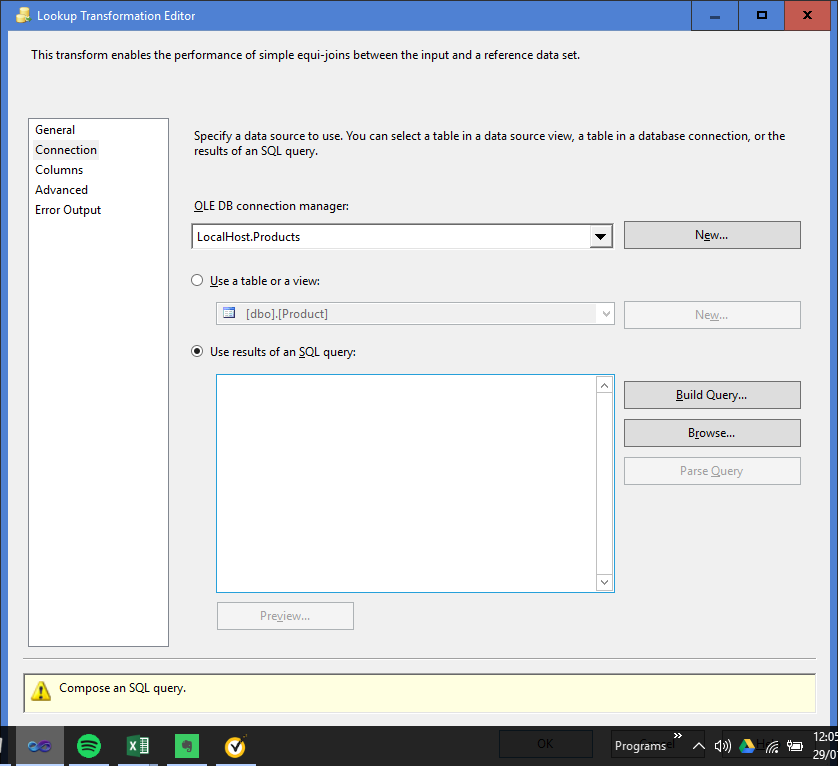 Lookup Transformation Editor
This transform enables the performance of simple equi-joins between the input and a reference data set.
General
Connection
Columns
Advanced
Error Output
Specify a data source to use. You can select a table in a data source view, a table in a database connection, or the
results of an SQL query.
OLE DB connection manager:
LocalHost.Products
New...
Use a table or a view:
[dbo].[Product]
New...
Use results of an SQL query:
Build Query...
Browse...
Parse Query
Preview...
Compose an SQL query.
OK
Programs
12:05
29/0